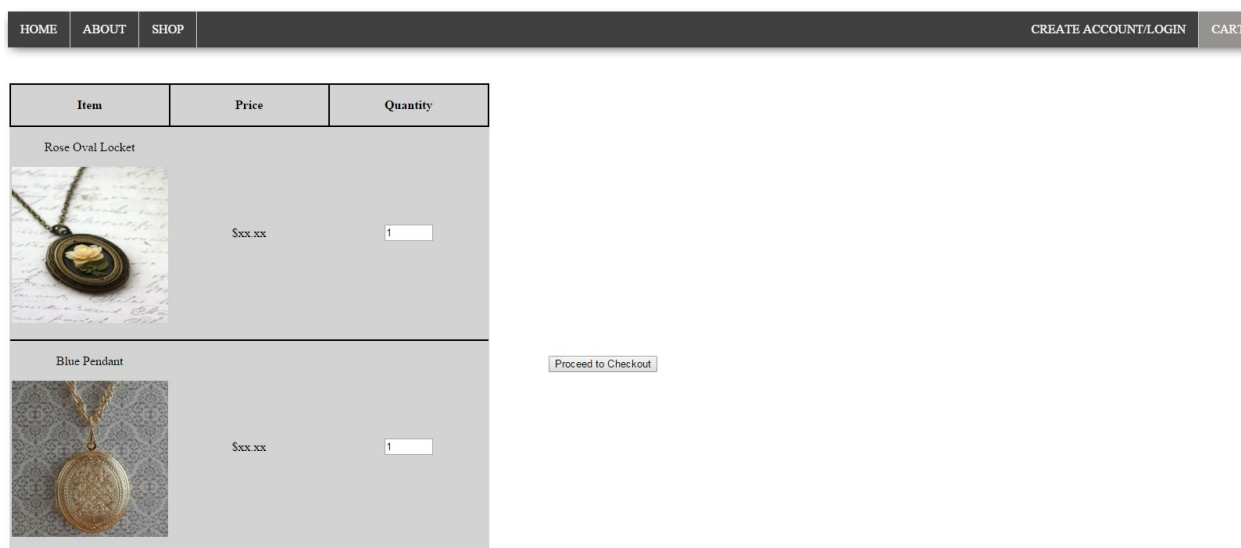 HOME ABOUT SHOP CREATE ACCOUNT/LOGIN CART
Item Price Quantity
Rose Oval Locket
$xx.xx 1
Blue Pendant
Proceed to Checkout
$xx.xx 1